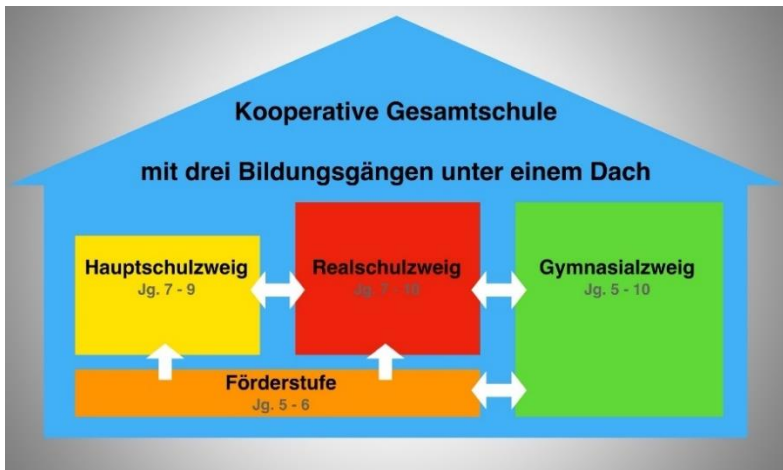 Kooperative Gesamtschule
mit drei Bildungsgängen unter einem Dach
Hauptschulzweig
Jg. 7 - 9
Realschulzweig
Jg. 7 - 10
Gymnasialzweig
Jg. 5 - 10
Förderstufe
Jg. 5 - 6